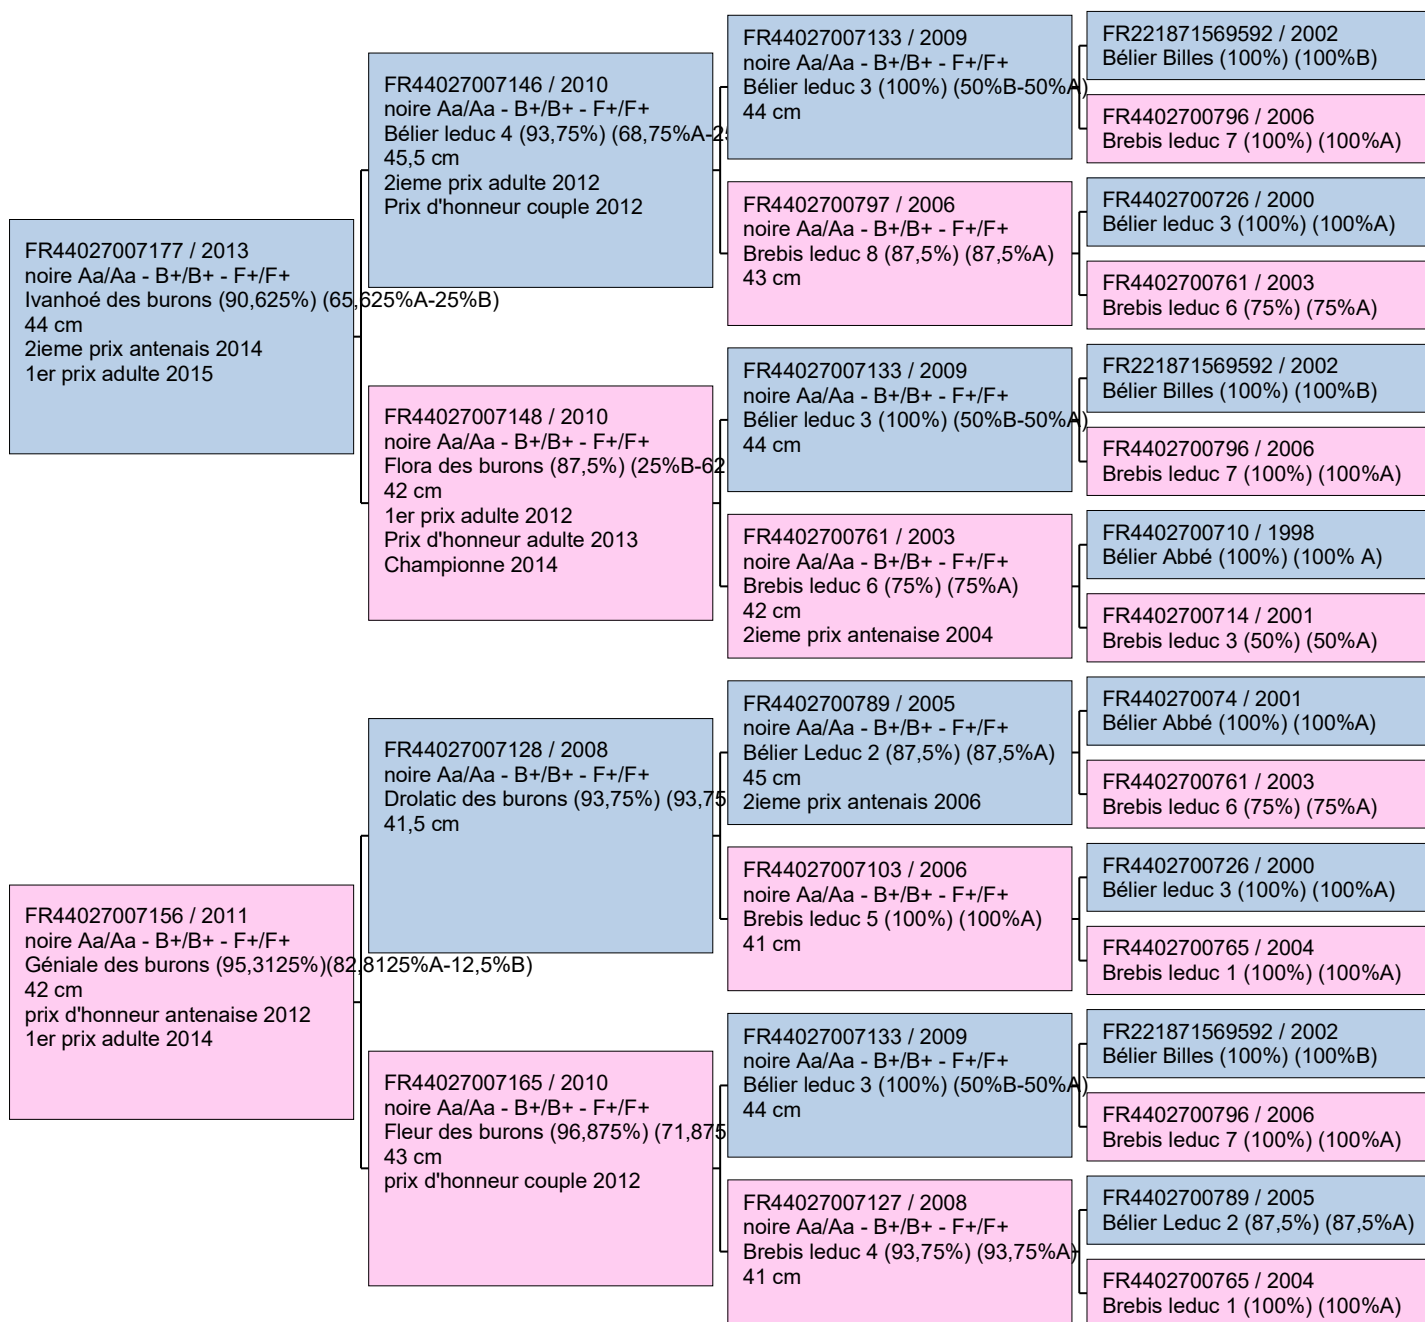 FR44027007177 / 2013
noire Aa/Aa - B+/B+ - F+/F+
Ivanhoé des burons (90,625%) (65,625%A-25%B)
44 cm
2ieme prix antenais 2014
1er prix adulte 2015
FR44027007156 / 2011
noire Aa/Aa - B+/B+ - F+/F+
Géniale des burons (95,3125%)(82,8125%A-12,5%B)
42 cm
prix d'honneur antenaise 2012
1er prix adulte 2014
FR44027007146 / 2010
noire Aa/Aa - B+/B+ - F+/F+
Bélier leduc 4 (93,75%) (68,75%A-25
45,5 cm
2ieme prix adulte 2012
Prix d'honneur couple 2012
FR44027007148 / 2010
noire Aa/Aa - B+/B+ - F+/F+
Flora des burons (87,5%) (25%B-62
42 cm
1er prix adulte 2012
Prix d'honneur adulte 2013
Championne 2014
FR44027007128 / 2008
noire Aa/Aa - B+/B+ - F+/F+
Drolatic des burons (93,75%) (93,75
41,5 cm
FR44027007165 / 2010
noire Aa/Aa - B+/B+ - F+/F+
Fleur des burons (96,875%) (71,875
43 cm
prix d'honneur couple 2012
FR44027007133 / 2009
noire Aa/Aa - B+/B+ - F+/F+
Bélier leduc 3 (100%) (50%B-50%A)
44 cm
FR4402700797 / 2006
noire Aa/Aa - B+/B+ - F+/F+
Brebis leduc 8 (87,5%) (87,5%A)
43 cm
FR44027007133 / 2009
noire Aa/Aa - B+/B+ - F+/F+
Bélier leduc 3 (100%) (50%B-50%A)
44 cm
FR4402700761 / 2003
noire Aa/Aa - B+/B+ - F+/F+
Brebis leduc 6 (75%) (75%A)
42 cm
2ieme prix antenaise 2004
FR4402700789 / 2005
noire Aa/Aa - B+/B+ - F+/F+
Bélier Leduc 2 (87,5%) (87,5%A)
45 cm
2ieme prix antenais 2006
FR44027007103 / 2006
noire Aa/Aa - B+/B+ - F+/F+
Brebis leduc 5 (100%) (100%A)
41 cm
FR44027007133 / 2009
noire Aa/Aa - B+/B+ - F+/F+
Bélier leduc 3 (100%) (50%B-50%A)
44 cm
FR44027007127 / 2008
noire Aa/Aa - B+/B+ - F+/F+
Brebis leduc 4 (93,75%) (93,75%A)
41 cm
FR221871569592 / 2002
Bélier Billes (100%) (100%B)
FR4402700796 / 2006
Brebis leduc 7 (100%) (100%A)
FR4402700726 / 2000
Bélier leduc 3 (100%) (100%A)
FR4402700761 / 2003
Brebis leduc 6 (75%) (75%A)
FR221871569592 / 2002
Bélier Billes (100%) (100%B)
FR4402700796 / 2006
Brebis leduc 7 (100%) (100%A)
FR4402700710 / 1998
Bélier Abbé (100%) (100% A)
FR4402700714 / 2001
Brebis leduc 3 (50%) (50%A)
FR440270074 / 2001
Bélier Abbé (100%) (100%A)
FR4402700761 / 2003
Brebis leduc 6 (75%) (75%A)
FR4402700726 / 2000
Bélier leduc 3 (100%) (100%A)
FR4402700765 / 2004
Brebis leduc 1 (100%) (100%A)
FR221871569592 / 2002
Bélier Billes (100%) (100%B)
FR4402700796 / 2006
Brebis leduc 7 (100%) (100%A)
FR4402700789 / 2005
Bélier Leduc 2 (87,5%) (87,5%A)
FR4402700765 / 2004
Brebis leduc 1 (100%) (100%A)